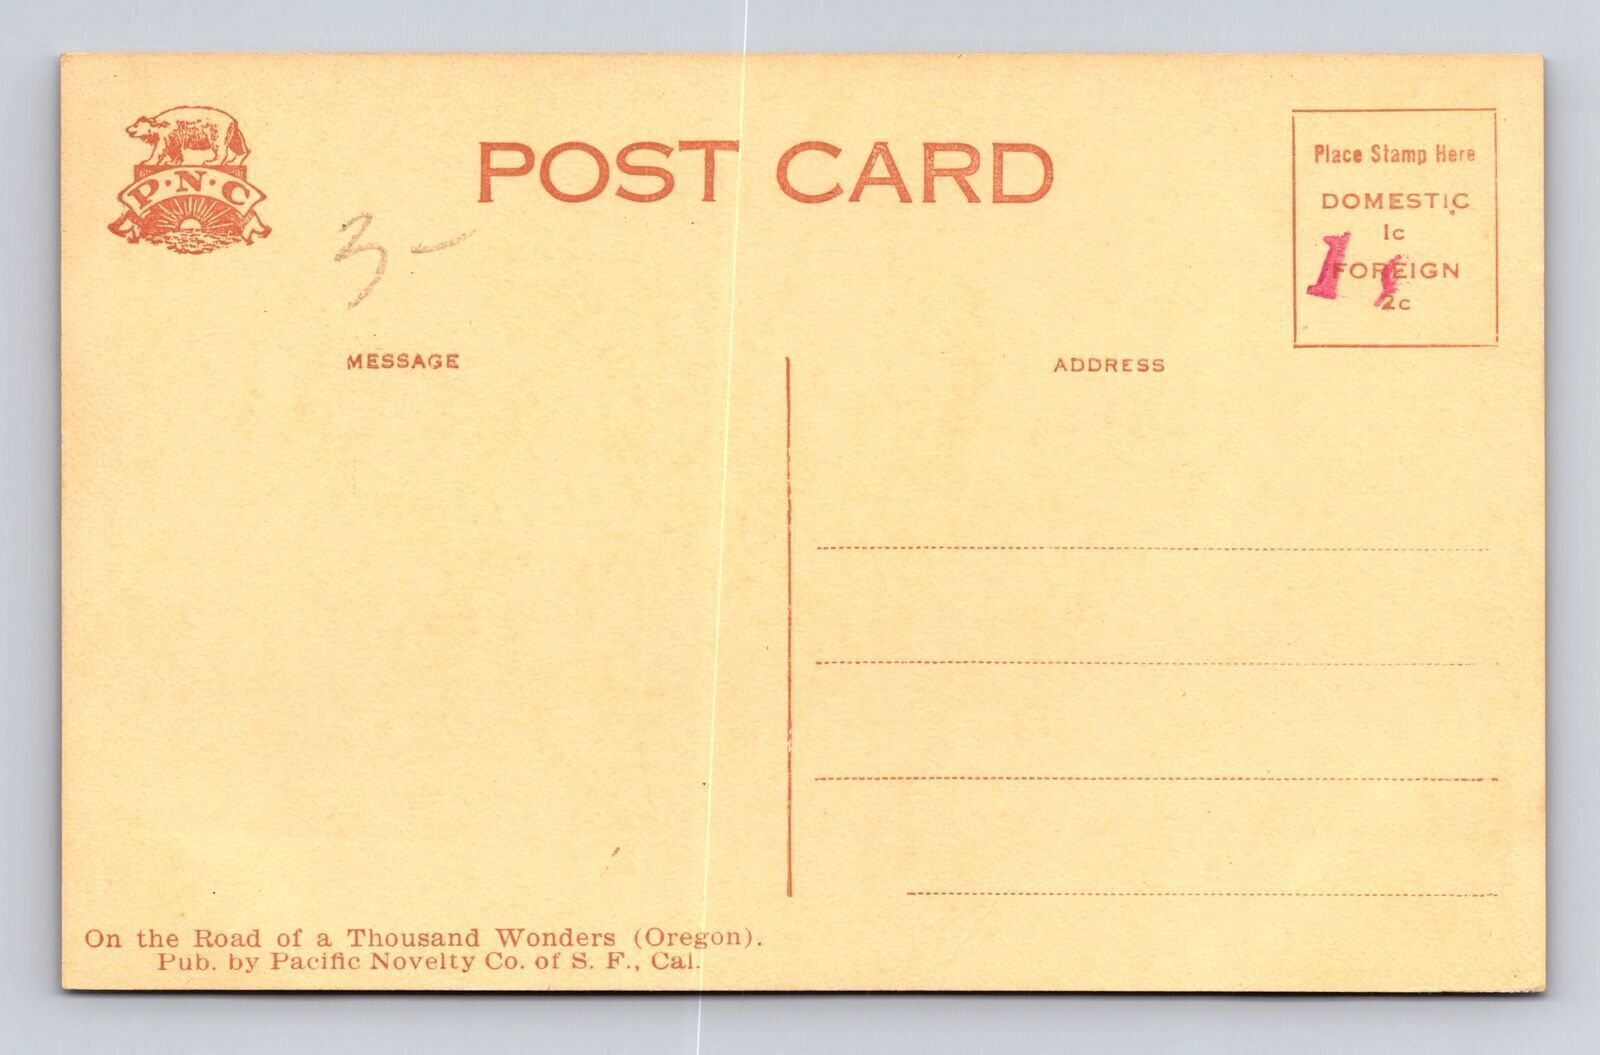 P·N·C
POST CARD
Place Stamp Here
DOMESTIC
1c
FOREIGN
2c
1¢
3-
MESSAGE
ADDRESS
On the Road of a Thousand Wonders (Oregon).
Pub. by Pacific Novelty Co. of S. F., Cal.